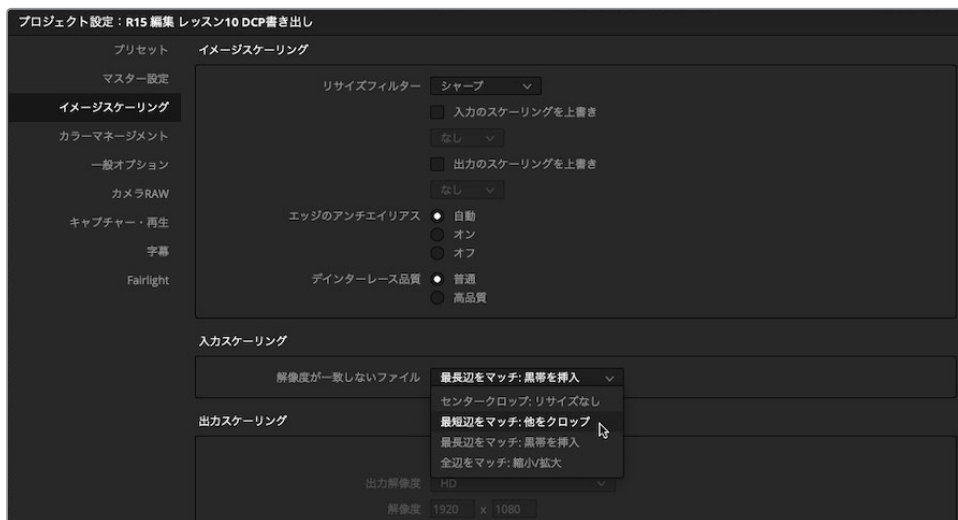 プロジェクト設定：R15 編集 レッスン10 DCP書き出し
プリセット
マスター設定
イメージスケーリング
カラーマネージメント
一般オプション
カメラRAW
キャプチャー・再生
字幕
Fairlight
イメージスケーリング
リサイズフィルター シャープ
入力のスケーリングを上書き
なし
出力のスケーリングを上書き
なし
エッジのアンチエイリアス 自動
オン
オフ
デインターレース品質 普通
高品質
入力スケーリング
解像度が一致しないファイル 最長辺をマッチ: 黒帯を挿入
センタークロップ: リサイズなし
最短辺をマッチ: 他をクロップ
最長辺をマッチ: 黒帯を挿入
全辺をマッチ: 縮小/拡大
出力スケーリング
出力解像度 HD
解像度 1920 x 1080